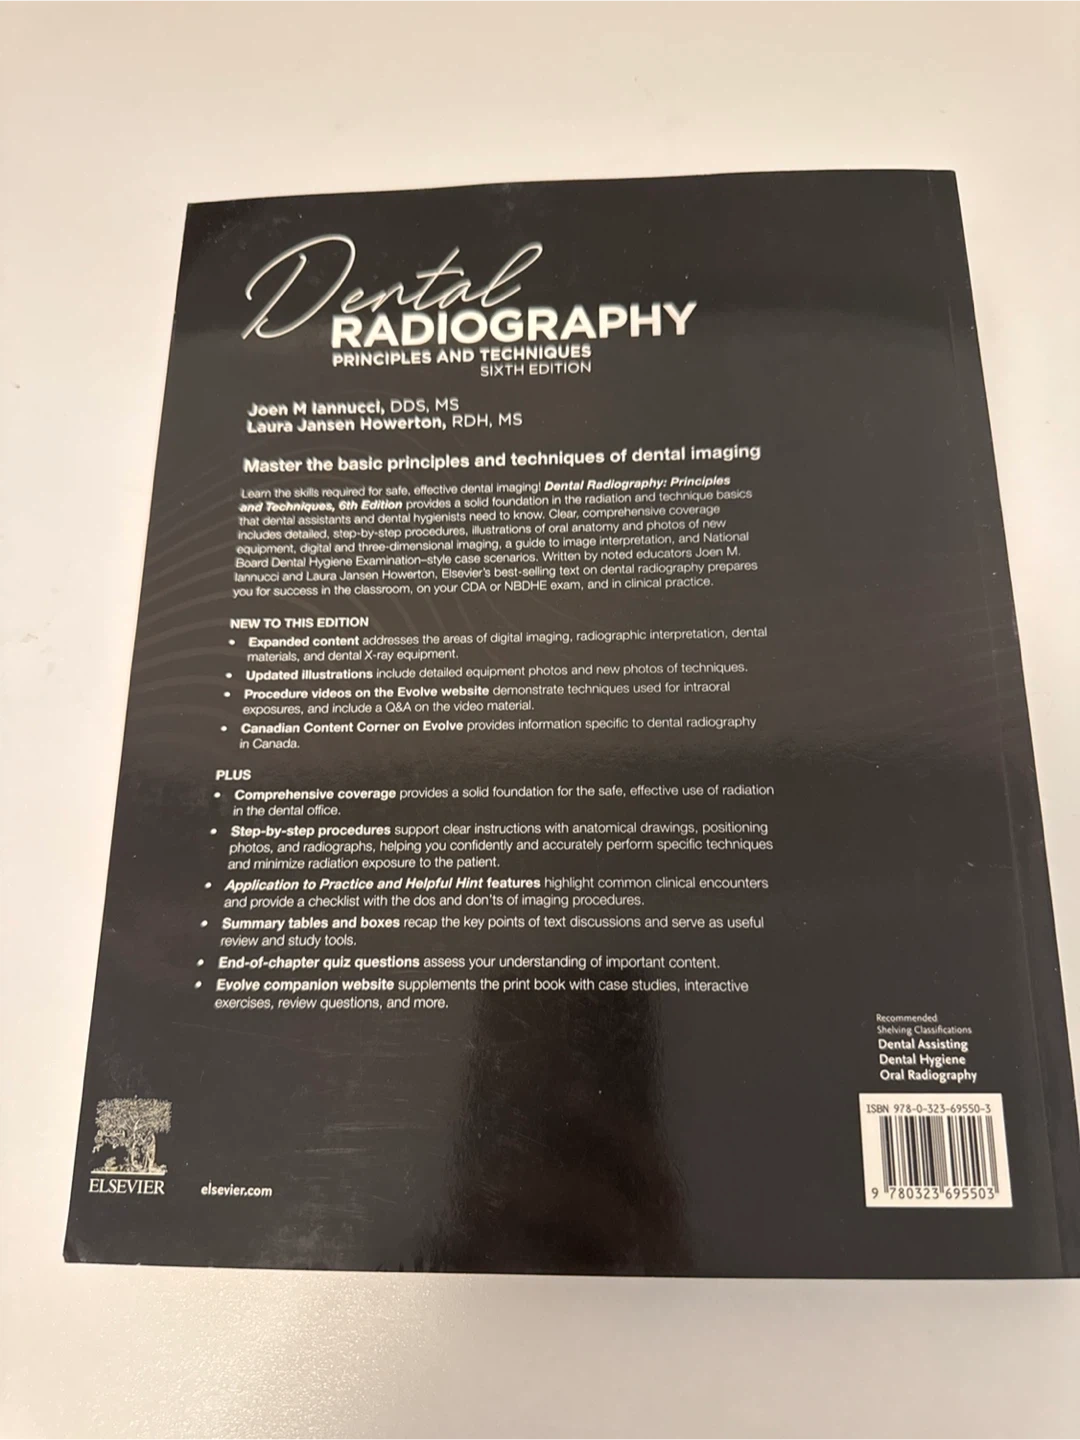 Dental
RADIOGRAPHY
PRINCIPLES AND TECHNIQUES
SIXTH EDITION
Joen M Iannucci, DDS, MS
Laura Jansen Howerton, RDH, MS
Master the basic principles and techniques of dental imaging
Learn the skills required for safe, effective dental imaging! Dental Radiography: Principles
and Techniques, 6th Edition provides a solid foundation in the radiation and technique basics
that dental assistants and dental hygienists need to know. Clear, comprehensive coverage
includes detailed, step-by-step procedures, illustrations of oral anatomy and photos of new
equipment, digital and three-dimensional imaging, a guide to image interpretation, and National
Board Dental Hygiene Examination–style case scenarios. Written by noted educators Joen M.
Iannucci and Laura Jansen Howerton, Elsevier's best-selling text on dental radiography prepares
you for success in the classroom, on your CDA or NBDHE exam, and in clinical practice.
NEW TO THIS EDITION
• Expanded content addresses the areas of digital imaging, radiographic interpretation, dental
materials, and dental X-ray equipment.
• Updated illustrations include detailed equipment photos and new photos of techniques.
• Procedure videos on the Evolve website demonstrate techniques used for intraoral
exposures, and include a Q&A on the video material.
• Canadian Content Corner on Evolve provides information specific to dental radiography
in Canada.
PLUS
• Comprehensive coverage provides a solid foundation for the safe, effective use of radiation
in the dental office.
• Step-by-step procedures support clear instructions with anatomical drawings, positioning
photos, and radiographs, helping you confidently and accurately perform specific techniques
and minimize radiation exposure to the patient.
• Application to Practice and Helpful Hint features highlight common clinical encounters
and provide a checklist with the dos and don'ts of imaging procedures.
• Summary tables and boxes recap the key points of text discussions and serve as useful
review and study tools.
• End-of-chapter quiz questions assess your understanding of important content.
• Evolve companion website supplements the print book with case studies, interactive
exercises, review questions, and more.
Recommended
Shelving Classifications
Dental Assisting
Dental Hygiene
Oral Radiography
ISBN 978-0-323-69550-3
9 780323 695503
ELSEVIER
elsevier.com